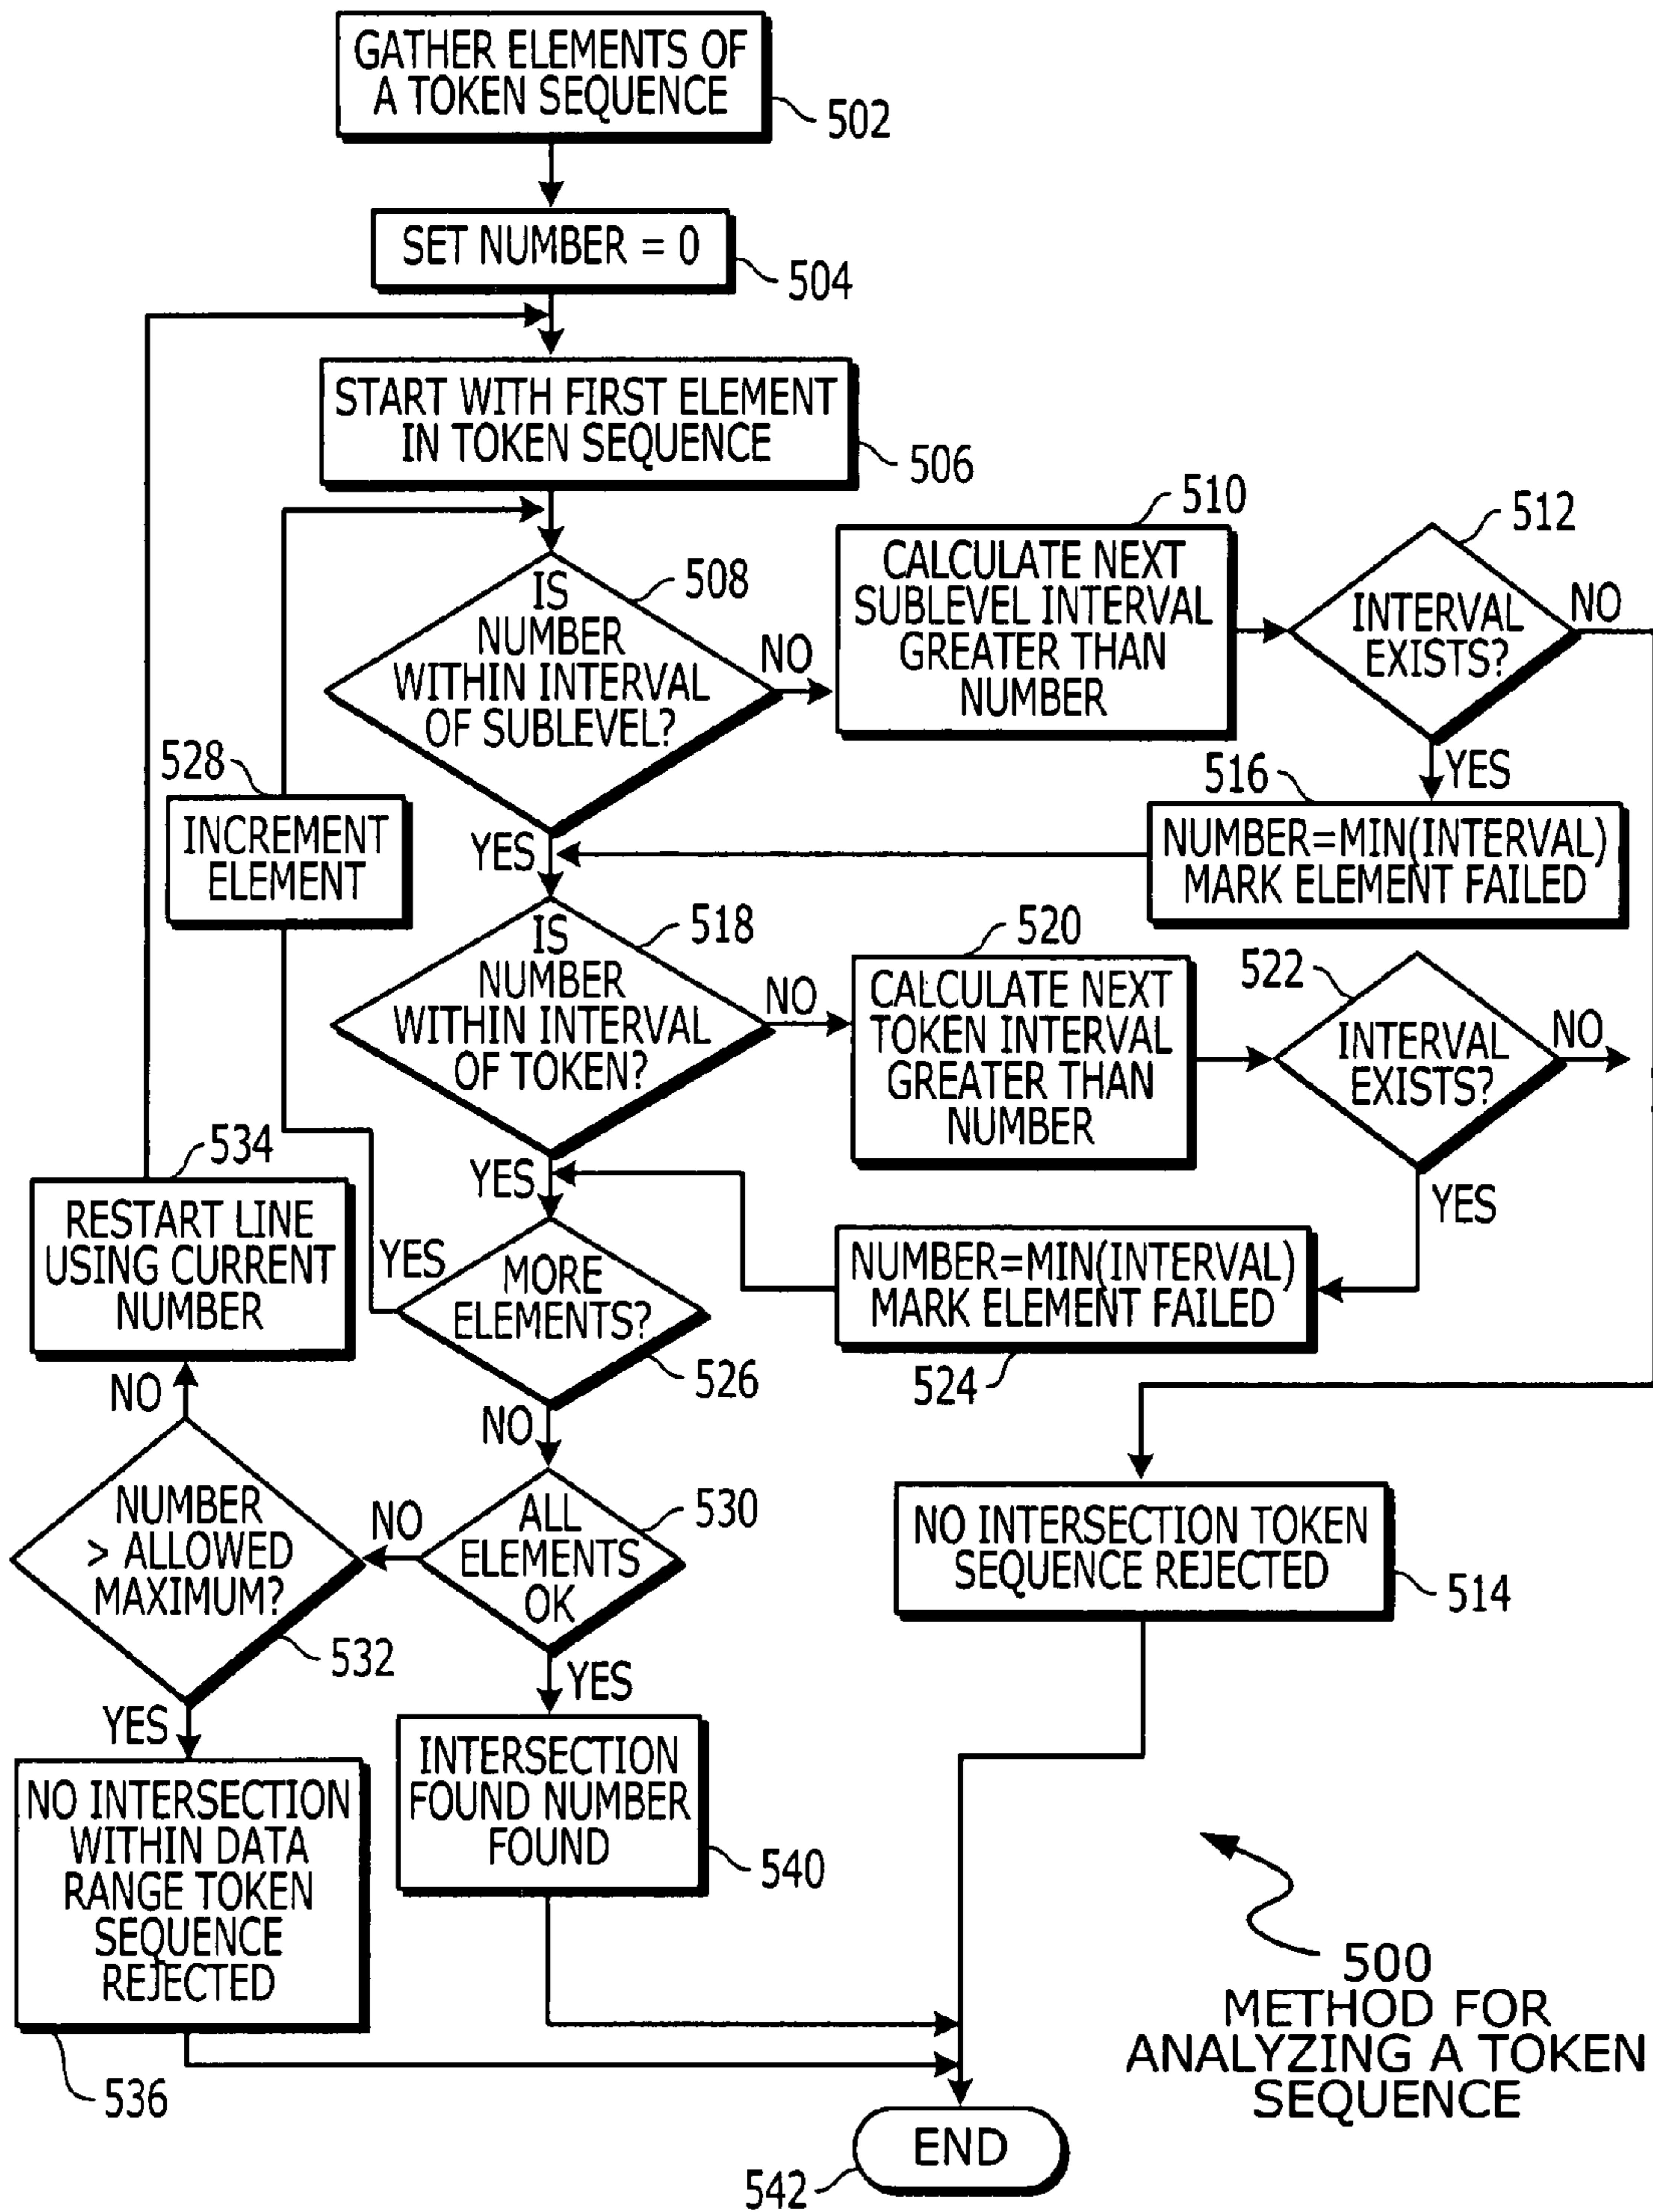 GATHER ELEMENTS OF
A TOKEN SEQUENCE
502
SET NUMBER = 0
504
START WITH FIRST ELEMENT
IN TOKEN SEQUENCE
506
IS
NUMBER
WITHIN INTERVAL
OF SUBLEVEL?
508
NO
510
CALCULATE NEXT
SUBLEVEL INTERVAL
GREATER THAN
NUMBER
512
INTERVAL
EXISTS?
NO
YES
516
NUMBER=MIN(INTERVAL)
MARK ELEMENT FAILED
528
INCREMENT
ELEMENT
YES
IS
NUMBER
WITHIN INTERVAL
OF TOKEN?
518
NO
520
CALCULATE NEXT
TOKEN INTERVAL
GREATER THAN
NUMBER
522
INTERVAL
EXISTS?
NO
YES
NUMBER=MIN(INTERVAL)
MARK ELEMENT FAILED
524
YES
534
RESTART LINE
USING CURRENT
NUMBER
YES
MORE
ELEMENTS?
526
NO
NO
NUMBER
> ALLOWED
MAXIMUM?
532
NO
ALL
ELEMENTS
OK
530
NO INTERSECTION TOKEN
SEQUENCE REJECTED
514
YES
YES
NO INTERSECTION
WITHIN DATA
RANGE TOKEN
SEQUENCE
REJECTED
536
INTERSECTION
FOUND NUMBER
FOUND
540
500
METHOD FOR
ANALYZING A TOKEN
SEQUENCE
END
542